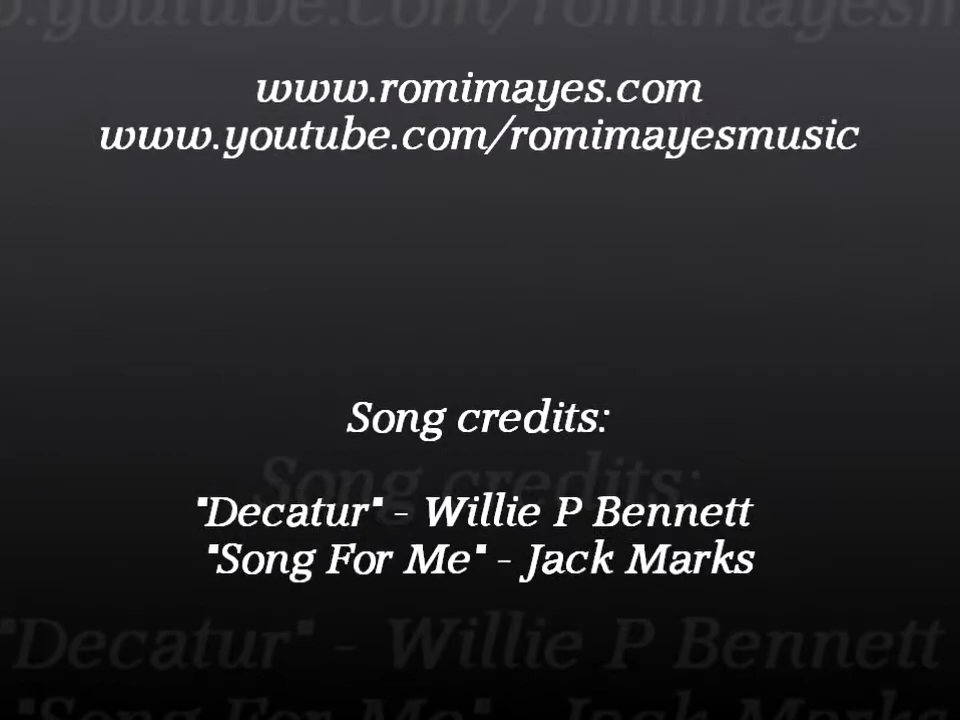 www.romimayes.com
www.youtube.com/romimayesmusic
Song credits:
"Decatur" - Willie P Bennett
"Song For Me" - Jack Marks